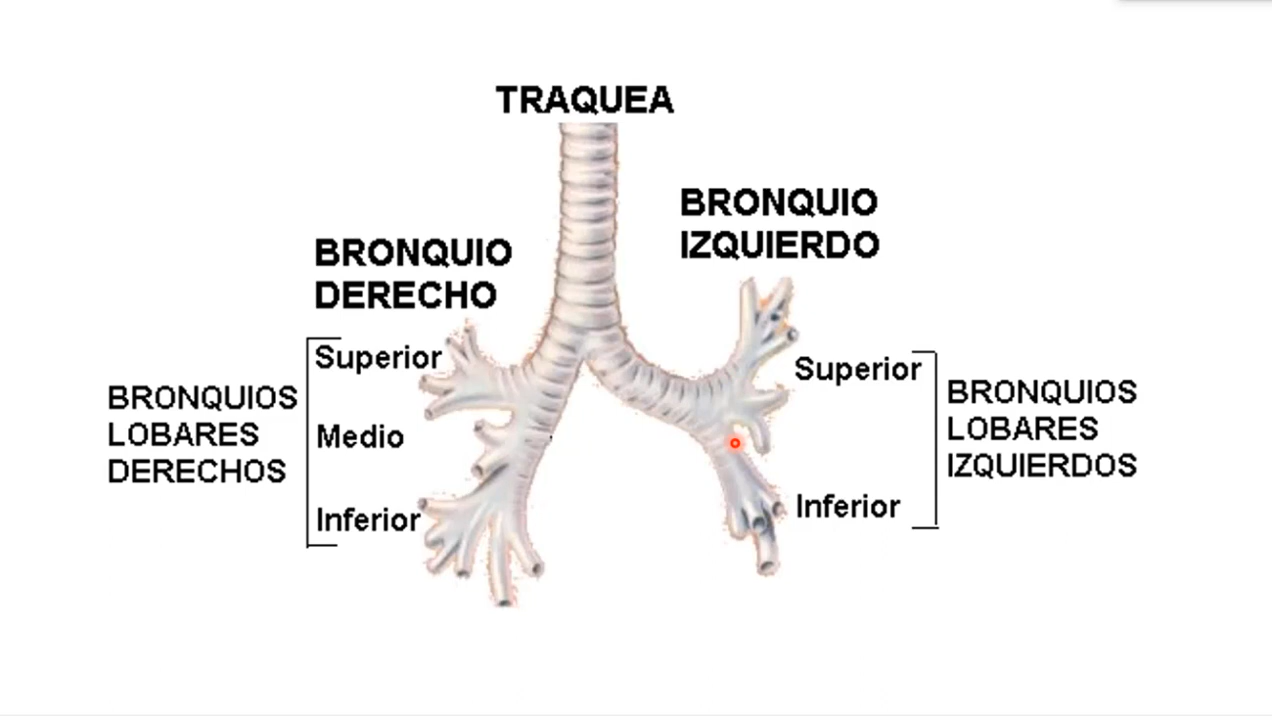 TRAQUEA
BRONQUIO
IZQUIERDO
BRONQUIO
DERECHO
Superior
Medio
Inferior
BRONQUIOS
LOBARES
DERECHOS
Superior
Inferior
BRONQUIOS
LOBARES
IZQUIERDOS